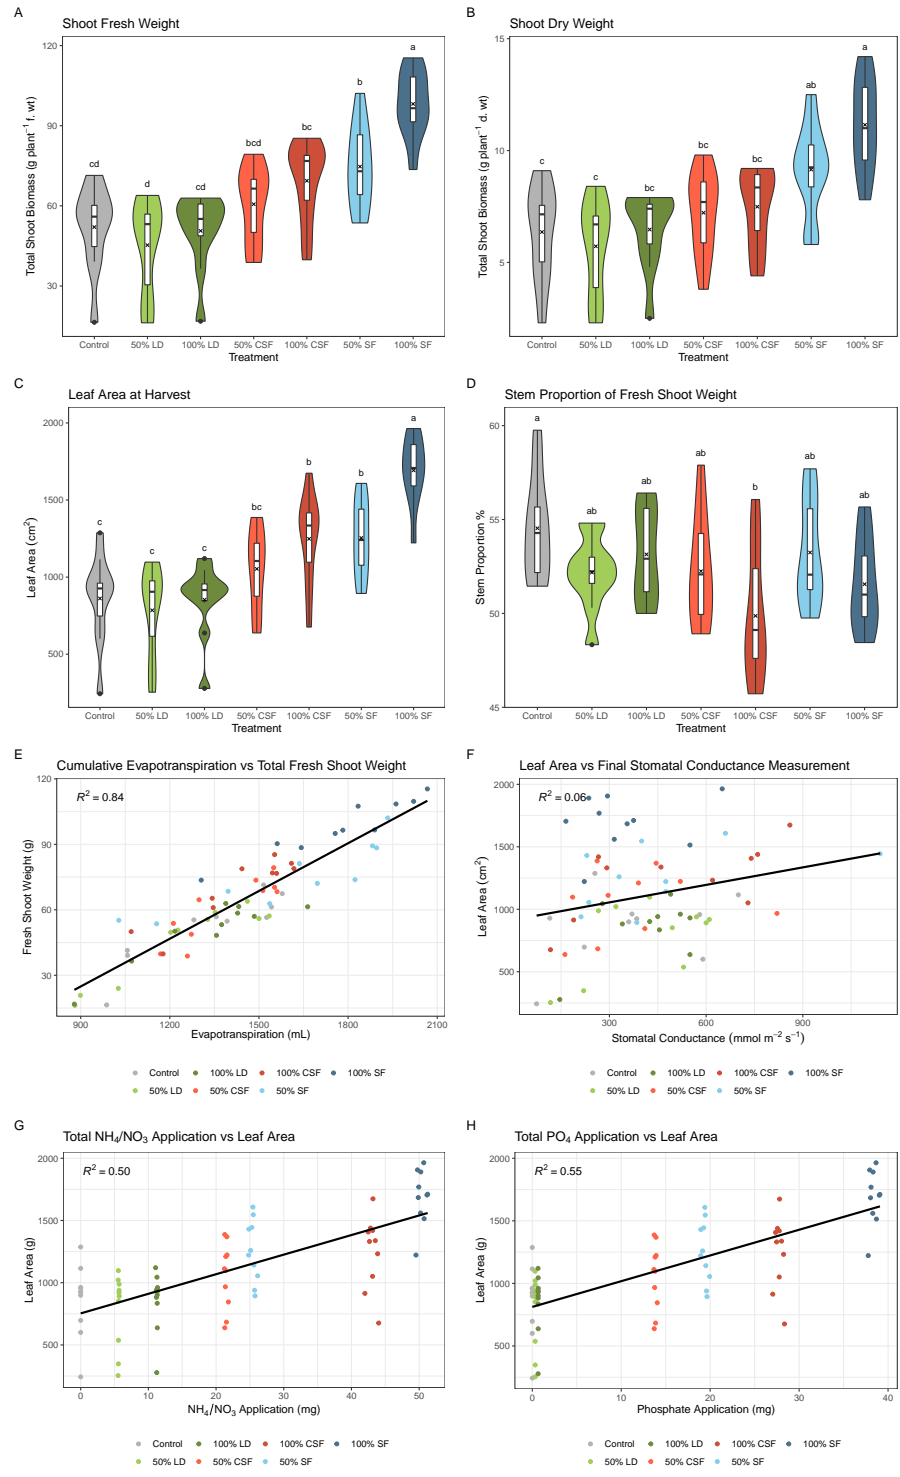 A
Shoot Fresh Weight
Total Shoot Biomass (g plant⁻¹ f. wt)
120
90
60
30
cd
d
cd
bcd
bc
b
a
Control
50% LD
100% LD
50% CSF
100% CSF
50% SF
100% SF
Treatment
B
Shoot Dry Weight
Total Shoot Biomass (g plant⁻¹ d. wt)
15
10
5
c
c
bc
bc
bc
ab
a
Control
50% LD
100% LD
50% CSF
100% CSF
50% SF
100% SF
Treatment
C
Leaf Area at Harvest
Leaf Area (cm²)
2000
1500
1000
500
c
c
c
bc
b
b
a
Control
50% LD
100% LD
50% CSF
100% CSF
50% SF
100% SF
Treatment
D
Stem Proportion of Fresh Shoot Weight
Stem Proportion %
60
55
50
45
a
ab
ab
ab
b
ab
ab
Control
50% LD
100% LD
50% CSF
100% CSF
50% SF
100% SF
Treatment
E
Cumulative Evapotranspiration vs Total Fresh Shoot Weight
R² = 0.84
Fresh Shoot Weight (g)
120
90
60
30
900
1200
1500
1800
2100
Evapotranspiration (mL)
Control
100% LD
100% CSF
100% SF
50% LD
50% CSF
50% SF
F
Leaf Area vs Final Stomatal Conductance Measurement
R² = 0.06
Leaf Area (cm²)
2000
1500
1000
500
300
600
900
Stomatal Conductance (mmol m⁻² s⁻¹)
Control
100% LD
100% CSF
100% SF
50% LD
50% CSF
50% SF
G
Total NH₄/NO₃ Application vs Leaf Area
R² = 0.50
Leaf Area (g)
2000
1500
1000
500
0
10
20
30
40
50
NH₄/NO₃ Application (mg)
Control
100% LD
100% CSF
100% SF
50% LD
50% CSF
50% SF
H
Total PO₄ Application vs Leaf Area
R² = 0.55
Leaf Area (g)
2000
1500
1000
500
0
10
20
30
40
Phosphate Application (mg)
Control
100% LD
100% CSF
100% SF
50% LD
50% CSF
50% SF